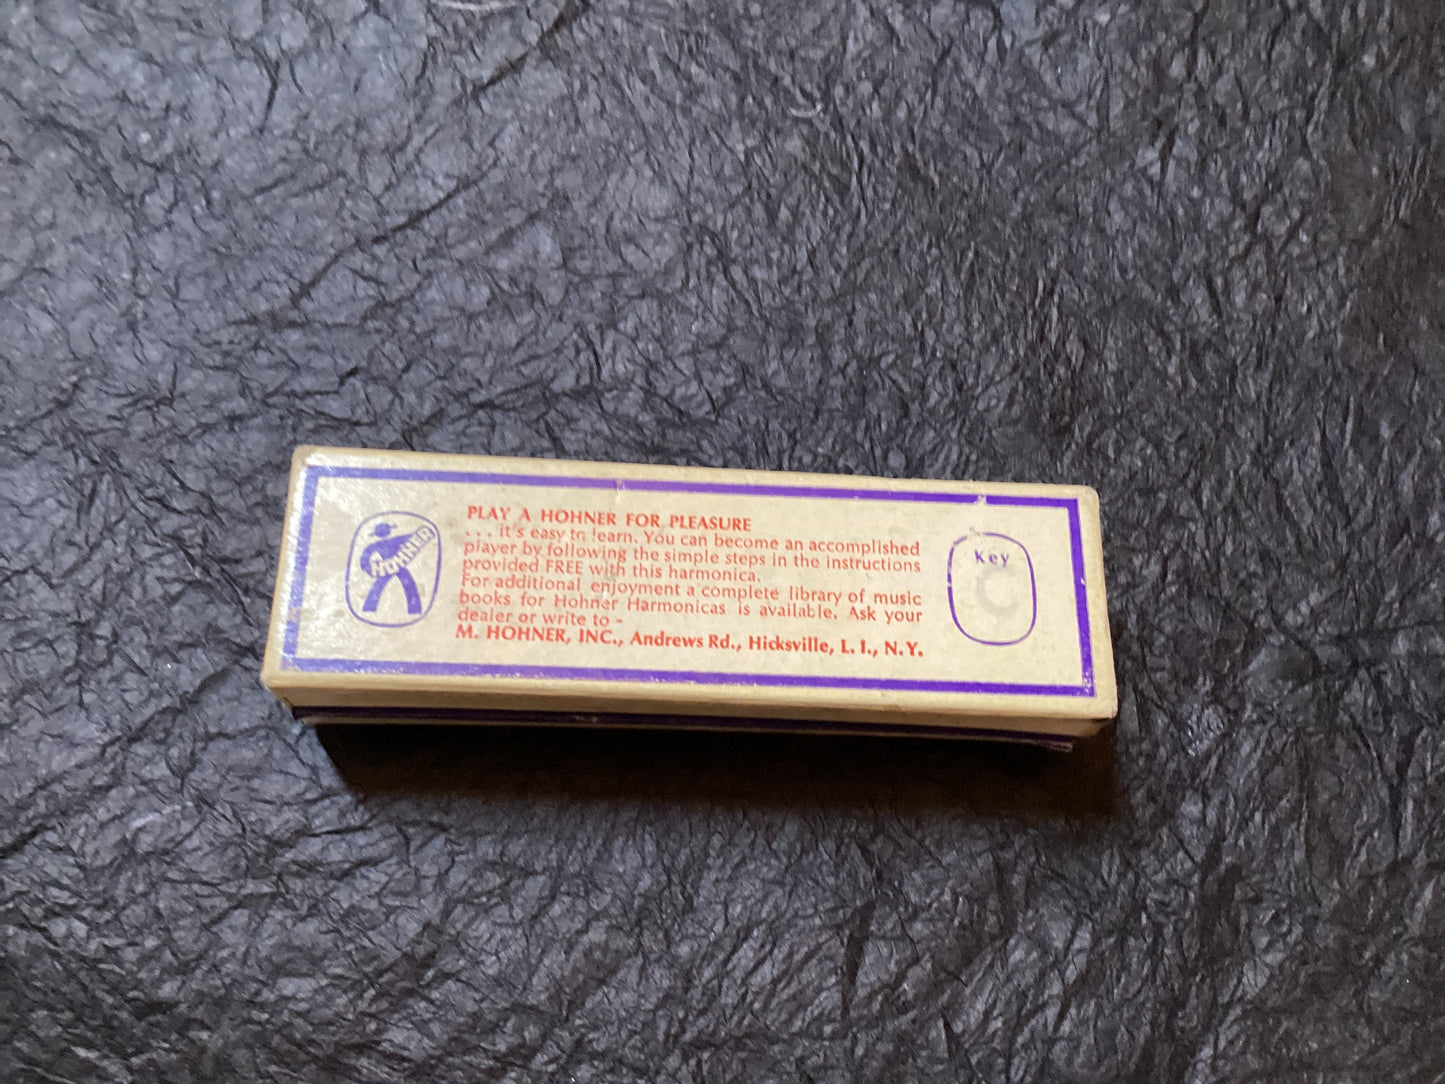 HOHNER
PLAY A HOHNER FOR PLEASURE
. . . it's easy to learn. You can become an accomplished
player by following the simple steps in the instructions
provided FREE with this harmonica.
For additional enjoyment a complete library of music
books for Hohner Harmonicas is available. Ask your
dealer or write to -
M. HOHNER, INC., Andrews Rd., Hicksville, L. I., N.Y.
Key
C